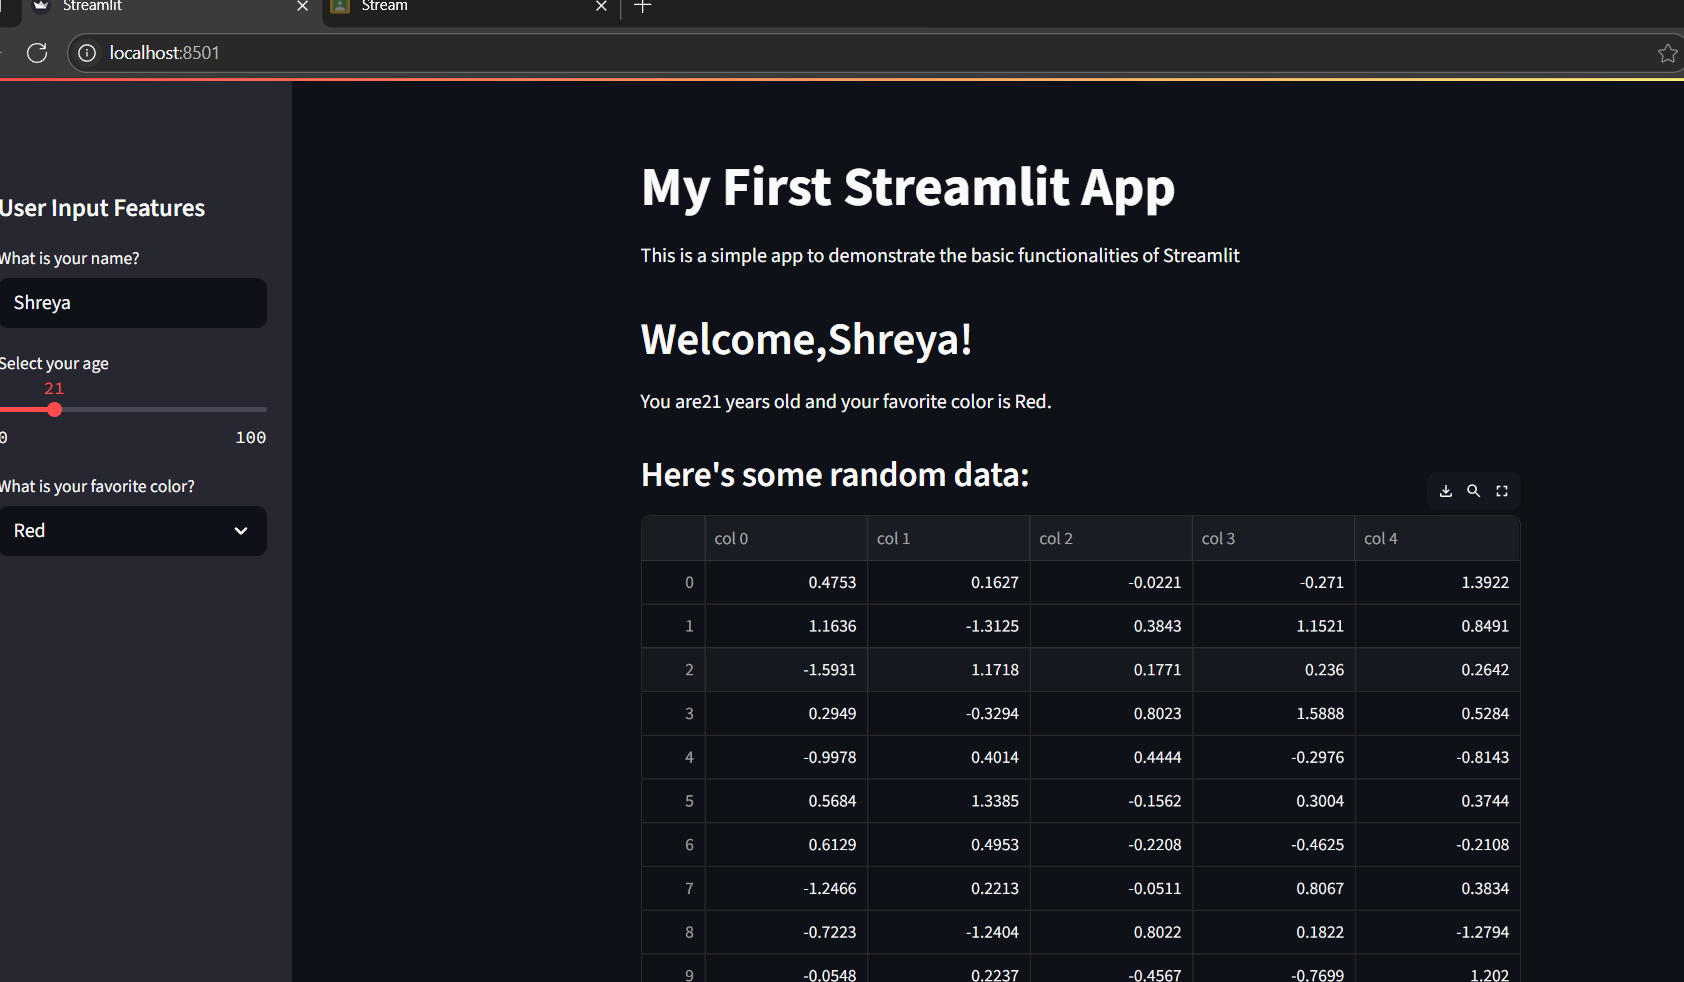 Streamlit
Stream
localhost:8501
User Input Features
What is your name?
Shreya
Select your age
21
0 100
What is your favorite color?
Red
My First Streamlit App
This is a simple app to demonstrate the basic functionalities of Streamlit
Welcome,Shreya!
You are21 years old and your favorite color is Red.
Here's some random data:
col 0 col 1 col 2 col 3 col 4
0 0.4753 0.1627 -0.0221 -0.271 1.3922
1 1.1636 -1.3125 0.3843 1.1521 0.8491
2 -1.5931 1.1718 0.1771 0.236 0.2642
3 0.2949 -0.3294 0.8023 1.5888 0.5284
4 -0.9978 0.4014 0.4444 -0.2976 -0.8143
5 0.5684 1.3385 -0.1562 0.3004 0.3744
6 0.6129 0.4953 -0.2208 -0.4625 -0.2108
7 -1.2466 0.2213 -0.0511 0.8067 0.3834
8 -0.7223 -1.2404 0.8022 0.1822 -1.2794
9 -0.0548 0.2237 -0.4567 -0.7699 1.202